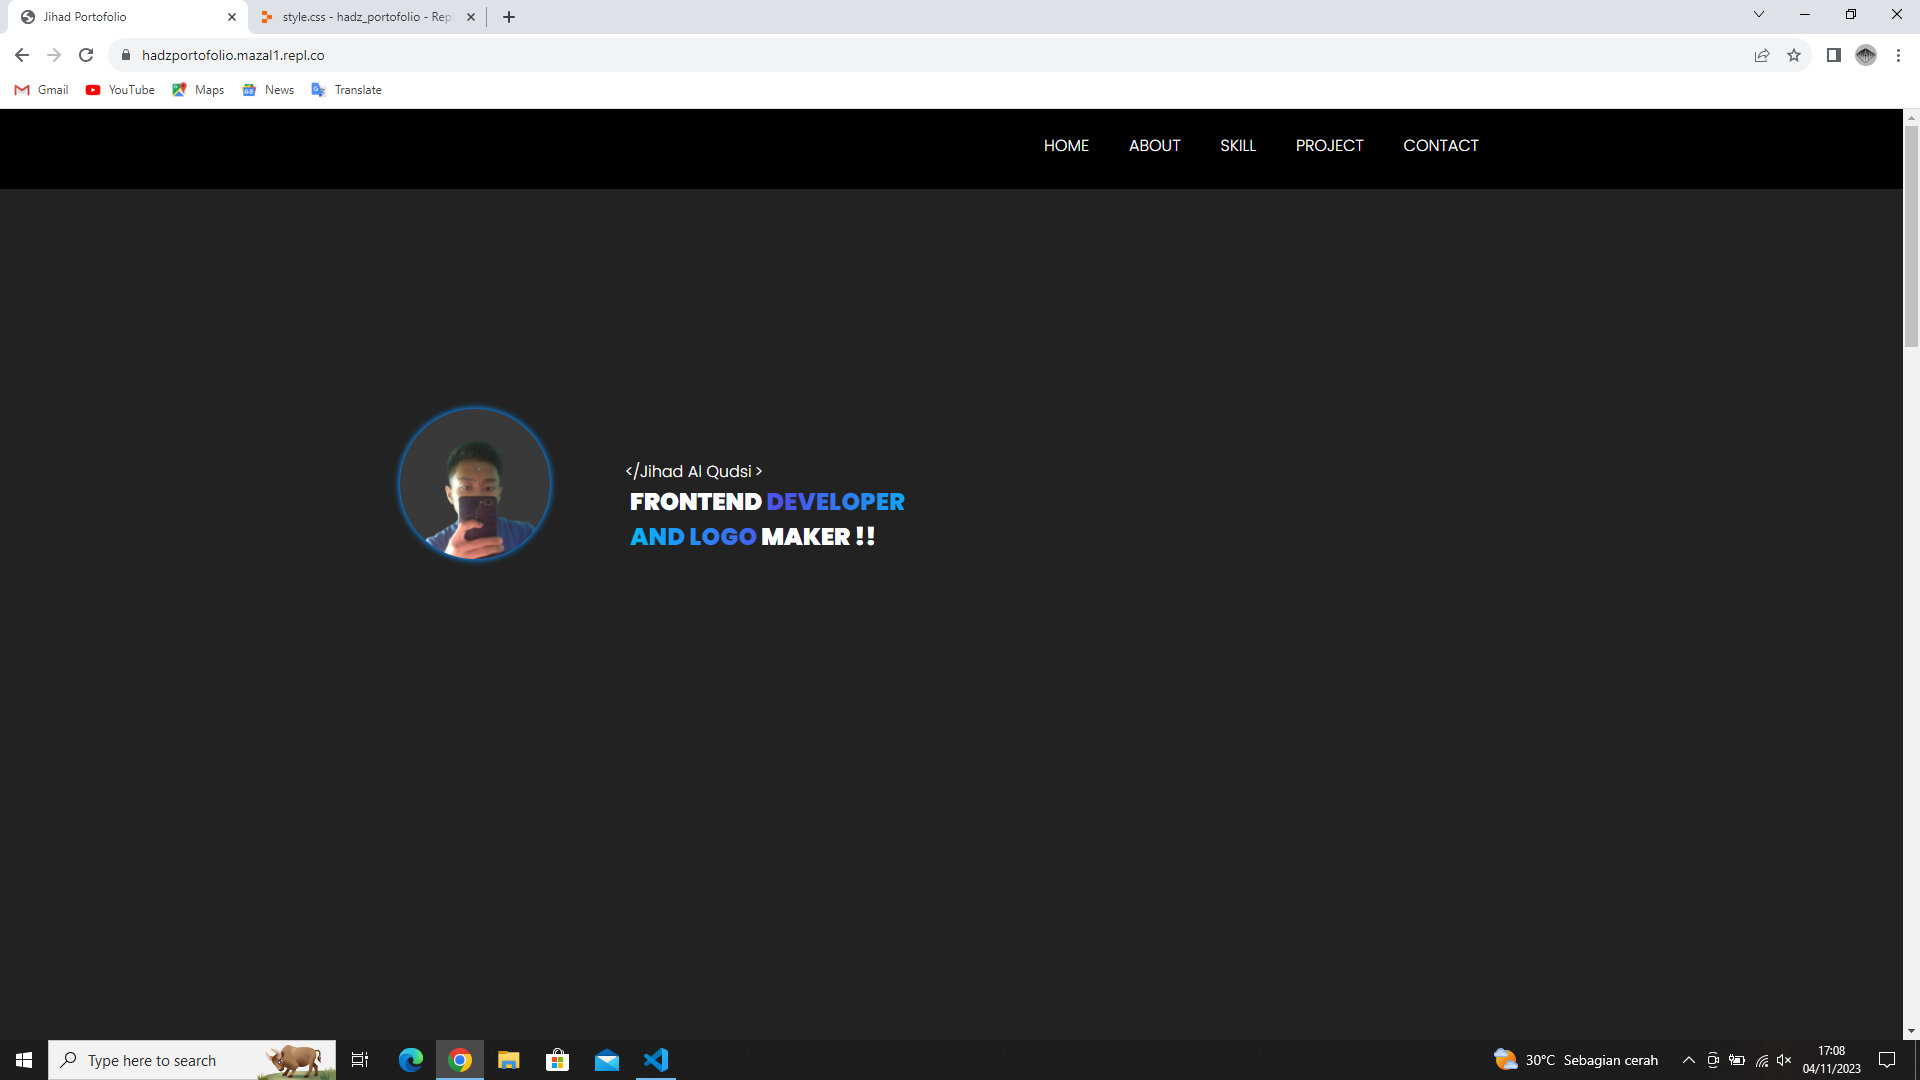 Jihad Portofolio
style.css - hadz_portofolio - Repl
hadzportofolio.mazal1.repl.co
Gmail YouTube Maps News Translate
HOME ABOUT SKILL PROJECT CONTACT
</Jihad Al Qudsi >
FRONTEND DEVELOPER
AND LOGO MAKER !!
Type here to search
30°C Sebagian cerah
17:08
04/11/2023